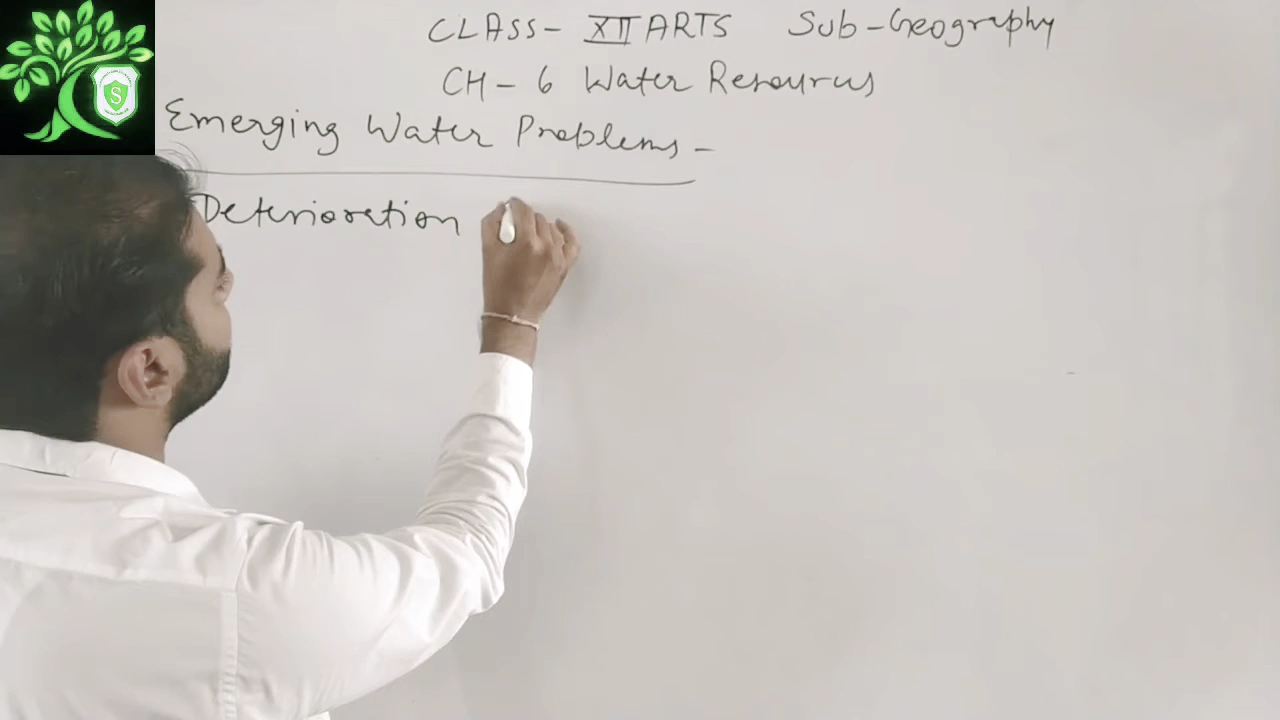 CLASS- XII ARTS Sub-Geography
CH- 6 Water Resources
Emerging Water Problems-
Deterioration
S